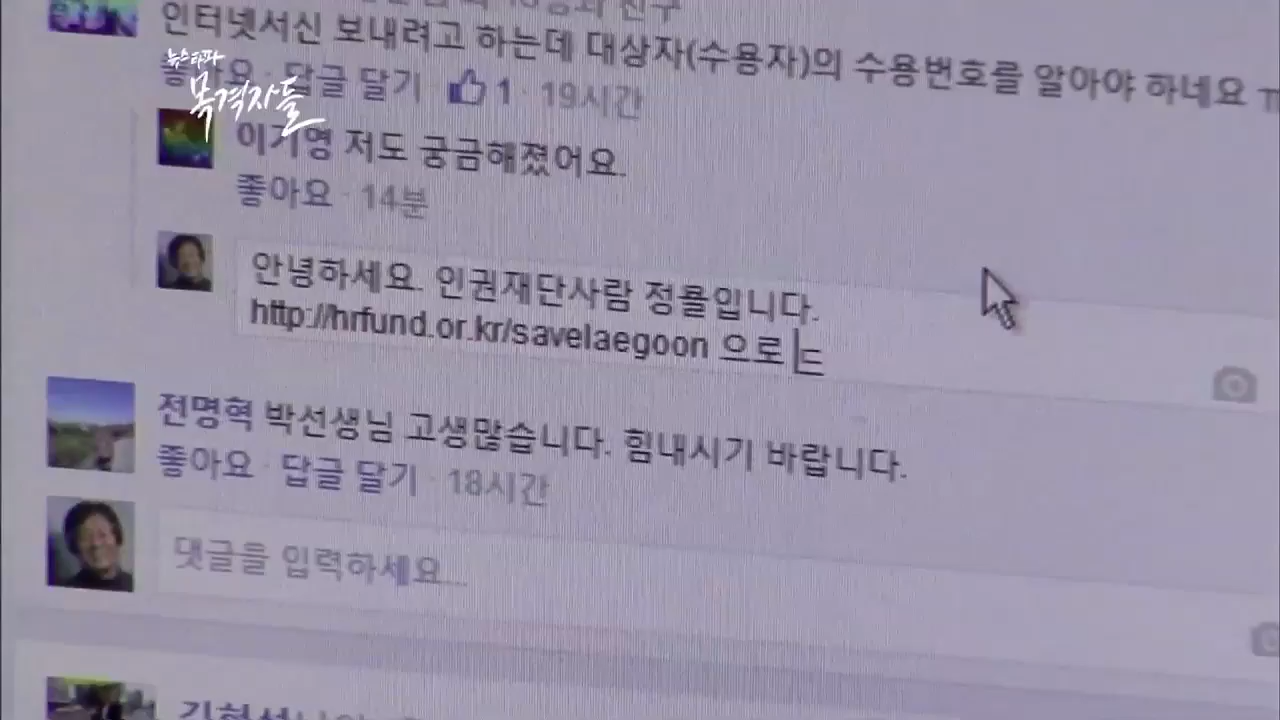 인터넷서신 보내려고 하는데 대상자(수용자)의 수용번호를 알아야 하네요 ㅠ
뉴스타파
목격자들
좋아요 · 답글 달기 · 1 · 19시간
이기영 저도 궁금해졌어요.
좋아요 · 14분
안녕하세요. 인권재단사람 정욜입니다.
http://hrfund.or.kr/savelaegoon 으로 드
전명혁 박선생님 고생많습니다. 힘내시기 바랍니다.
좋아요 · 답글 달기 · 18시간
댓글을 입력하세요...